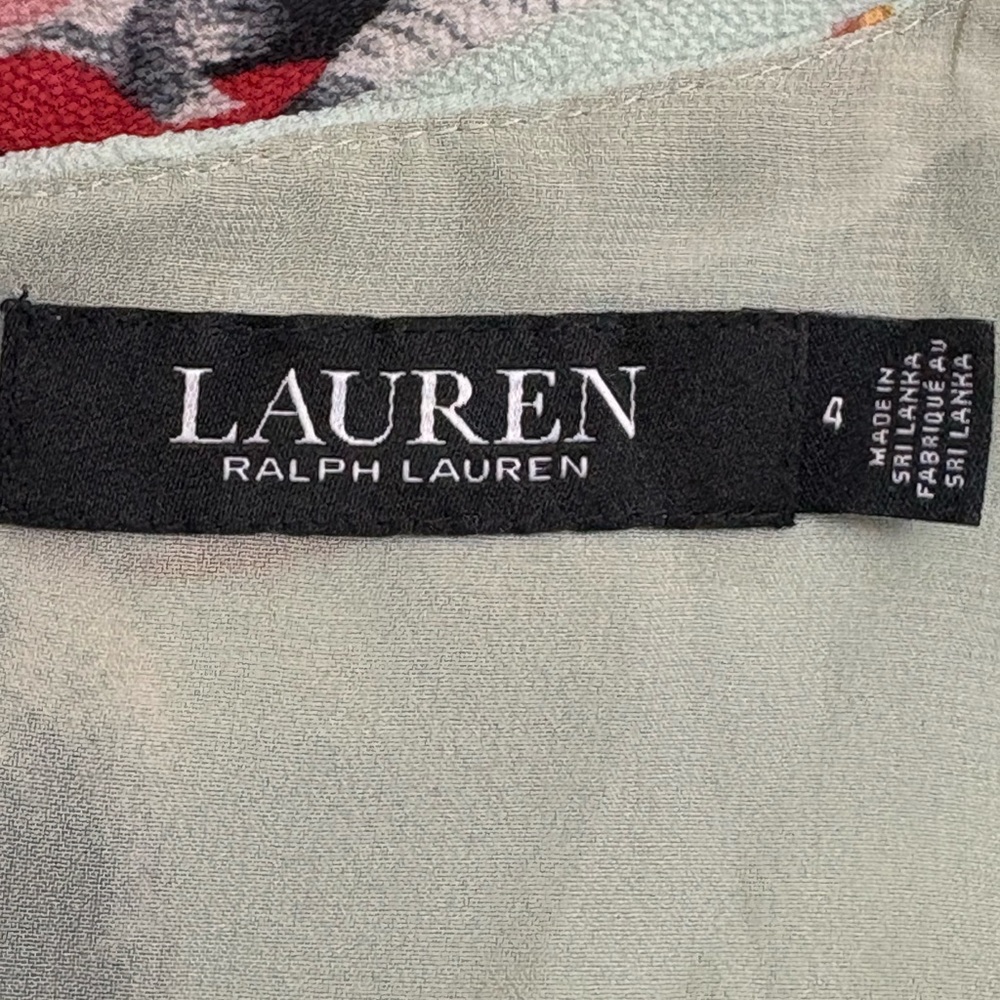 LAUREN
RALPH LAUREN
4
MADE IN
SRI LANKA
FABRIQUÉ AU
SRI LANKA